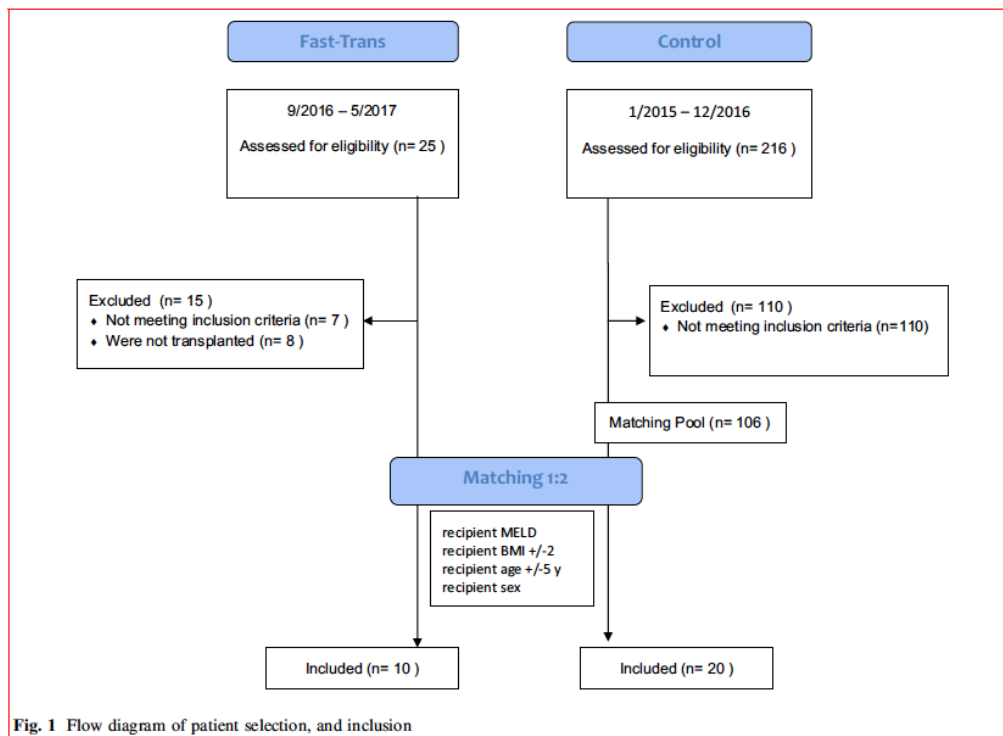 Fast-Trans
Control
9/2016 – 5/2017
Assessed for eligibility (n= 25 )
1/2015 – 12/2016
Assessed for eligibility (n= 216 )
Excluded (n= 15 )
♦ Not meeting inclusion criteria (n= 7 )
♦ Were not transplanted (n= 8 )
Excluded (n= 110 )
♦ Not meeting inclusion criteria (n=110)
Matching Pool (n= 106 )
Matching 1:2
recipient MELD
recipient BMI +/-2
recipient age +/-5 y
recipient sex
Included (n= 10 )
Included (n= 20 )
Fig. 1 Flow diagram of patient selection, and inclusion